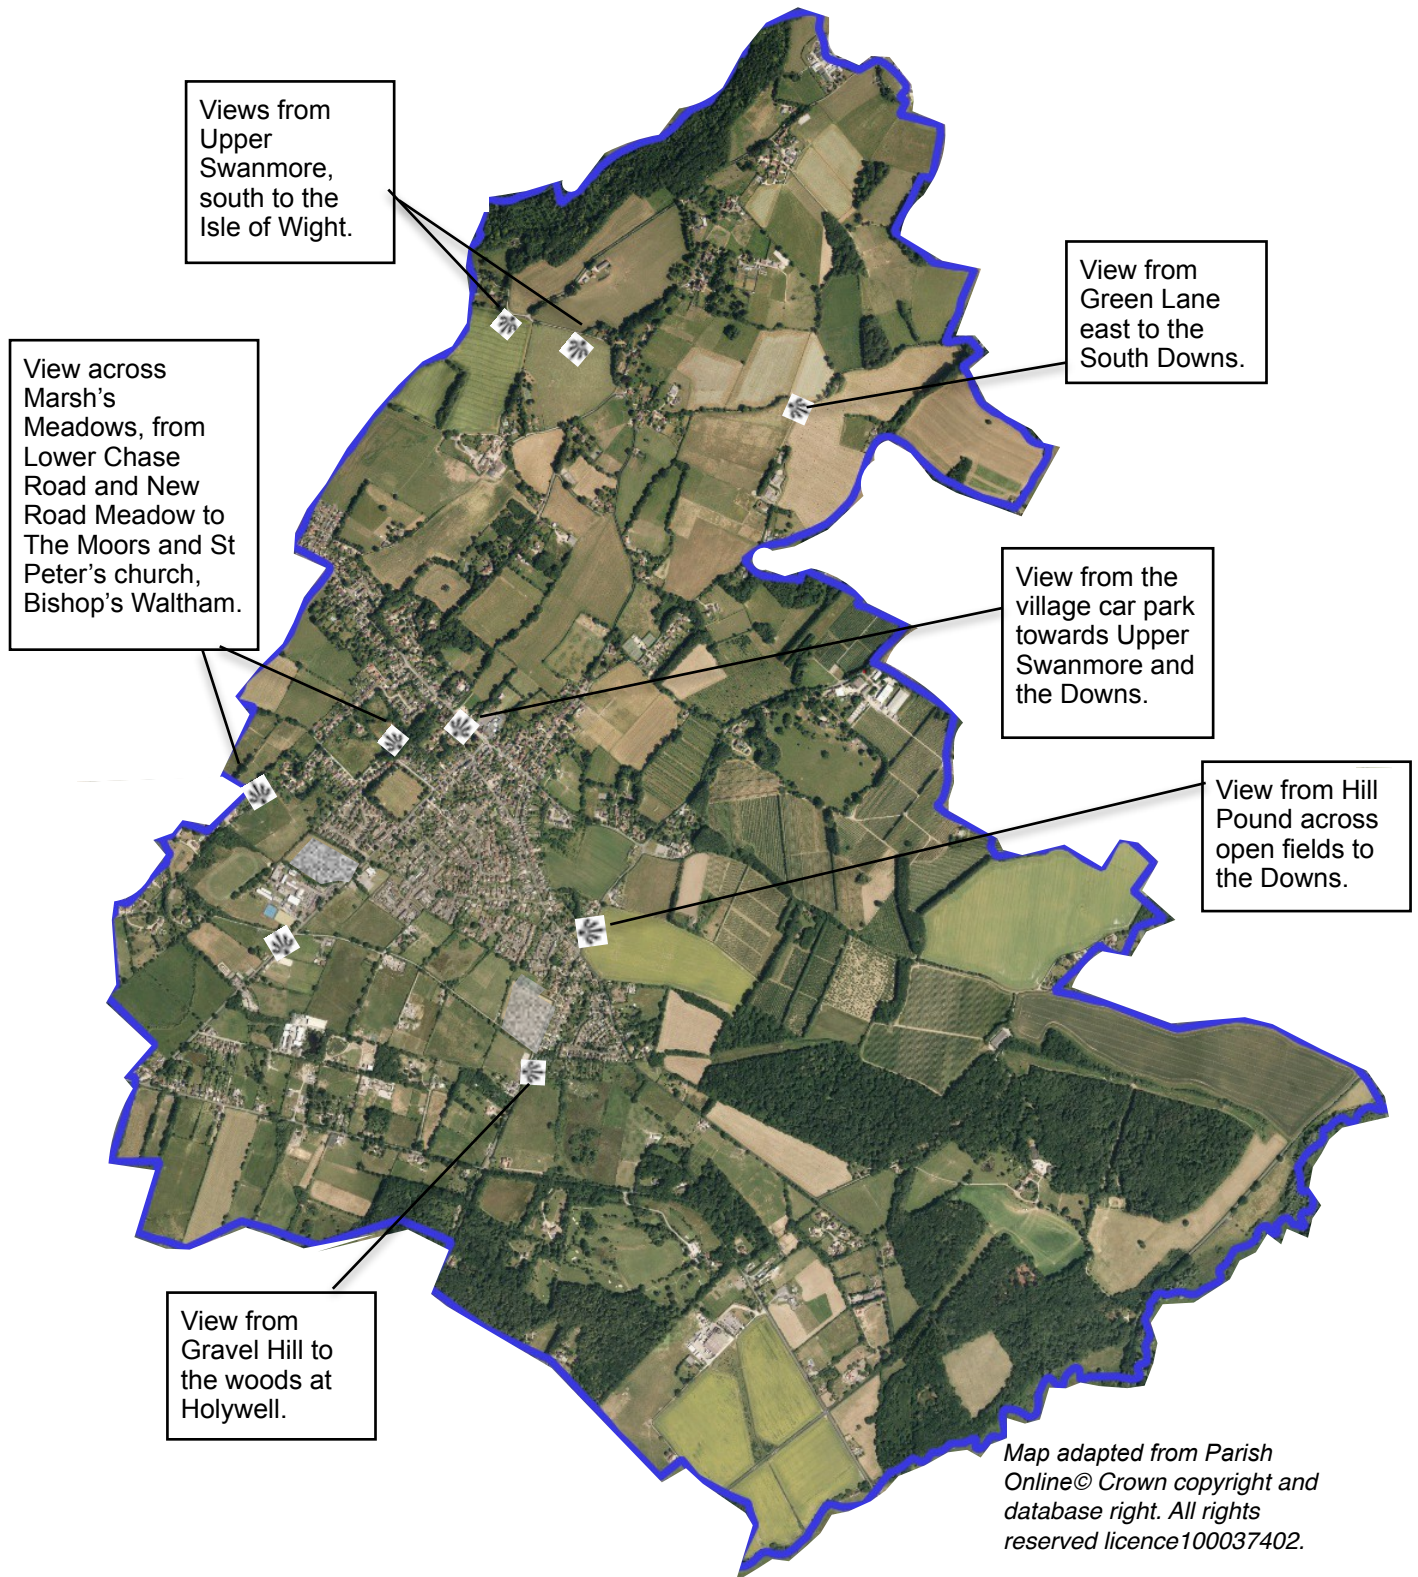 Views from
Upper
Swanmore,
south to the
Isle of Wight.
View from
Green Lane
east to the
South Downs.
View across
Marsh's
Meadows, from
Lower Chase
Road and New
Road Meadow to
The Moors and St
Peter's church,
Bishop's Waltham.
View from the
village car park
towards Upper
Swanmore and
the Downs.
View from Hill
Pound across
open fields to
the Downs.
View from
Gravel Hill to
the woods at
Holywell.
Map adapted from Parish
Online© Crown copyright and
database right. All rights
reserved licence100037402.